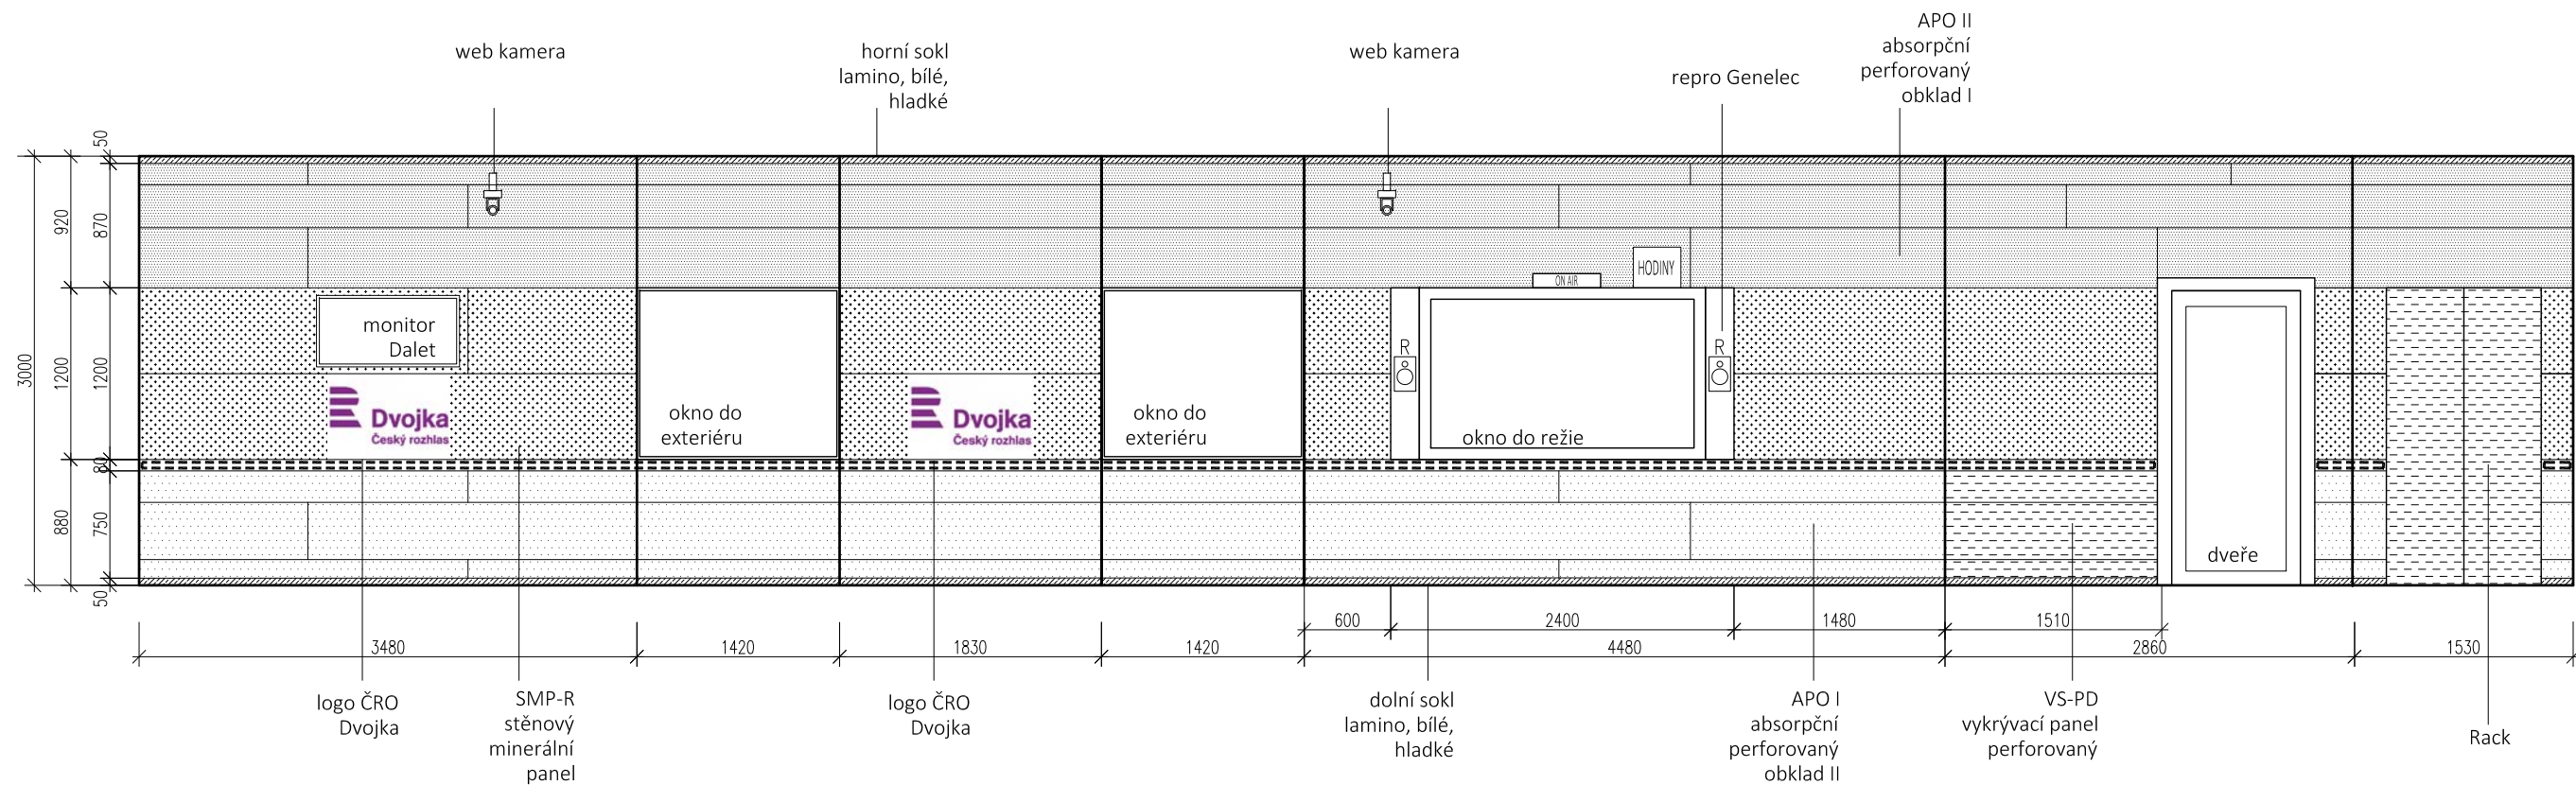 APO II
absorpční
perforovaný
obklad I
web kamera
horní sokl
lamino, bílé,
hladké
web kamera
repro Genelec
50
920
870
3000
1200
1200
80
880
750
50
HODINY
ON AIR
monitor
Dalet
R
R
Dvojka
Český rozhlas
okno do
exteriéru
Dvojka
Český rozhlas
okno do
exteriéru
okno do režie
dveře
600
2400
1480
1510
3480
1420
1830
1420
4480
2860
1530
logo ČRO
Dvojka
SMP-R
stěnový
minerální
panel
logo ČRO
Dvojka
dolní sokl
lamino, bílé,
hladké
APO I
absorpční
perforovaný
obklad II
VS-PD
vykrývací panel
perforovaný
Rack